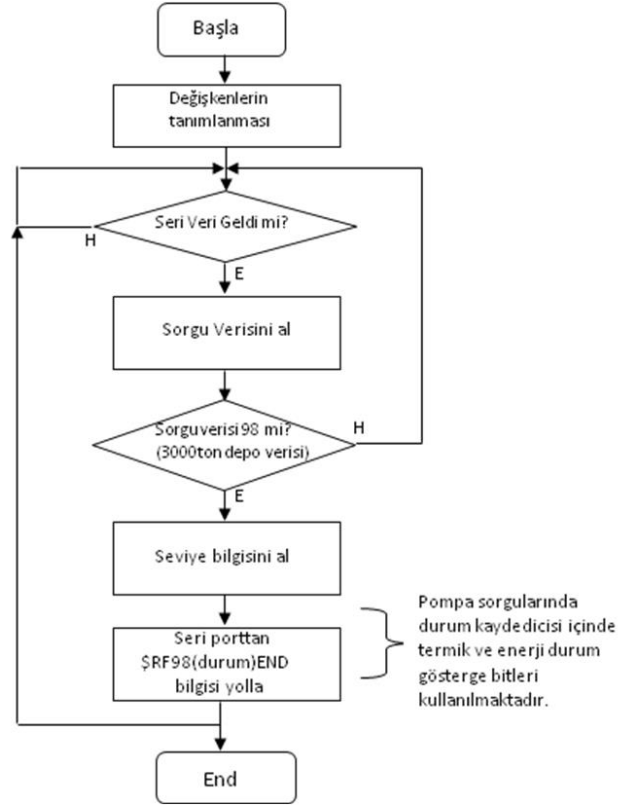 Başla
Değişkenlerin
tanımlanması
Seri Veri Geldi mi?
H
E
Sorgu Verisini al
Sorgu verisi 98 mi?
(3000ton depo verisi)
H
E
Seviye bilgisini al
Seri porttan
$RF98(durum)END
bilgisi yolla
Pompa sorgularında
durum kaydedicisi içinde
termik ve enerji durum
gösterge bitleri
kullanılmaktadır.
End